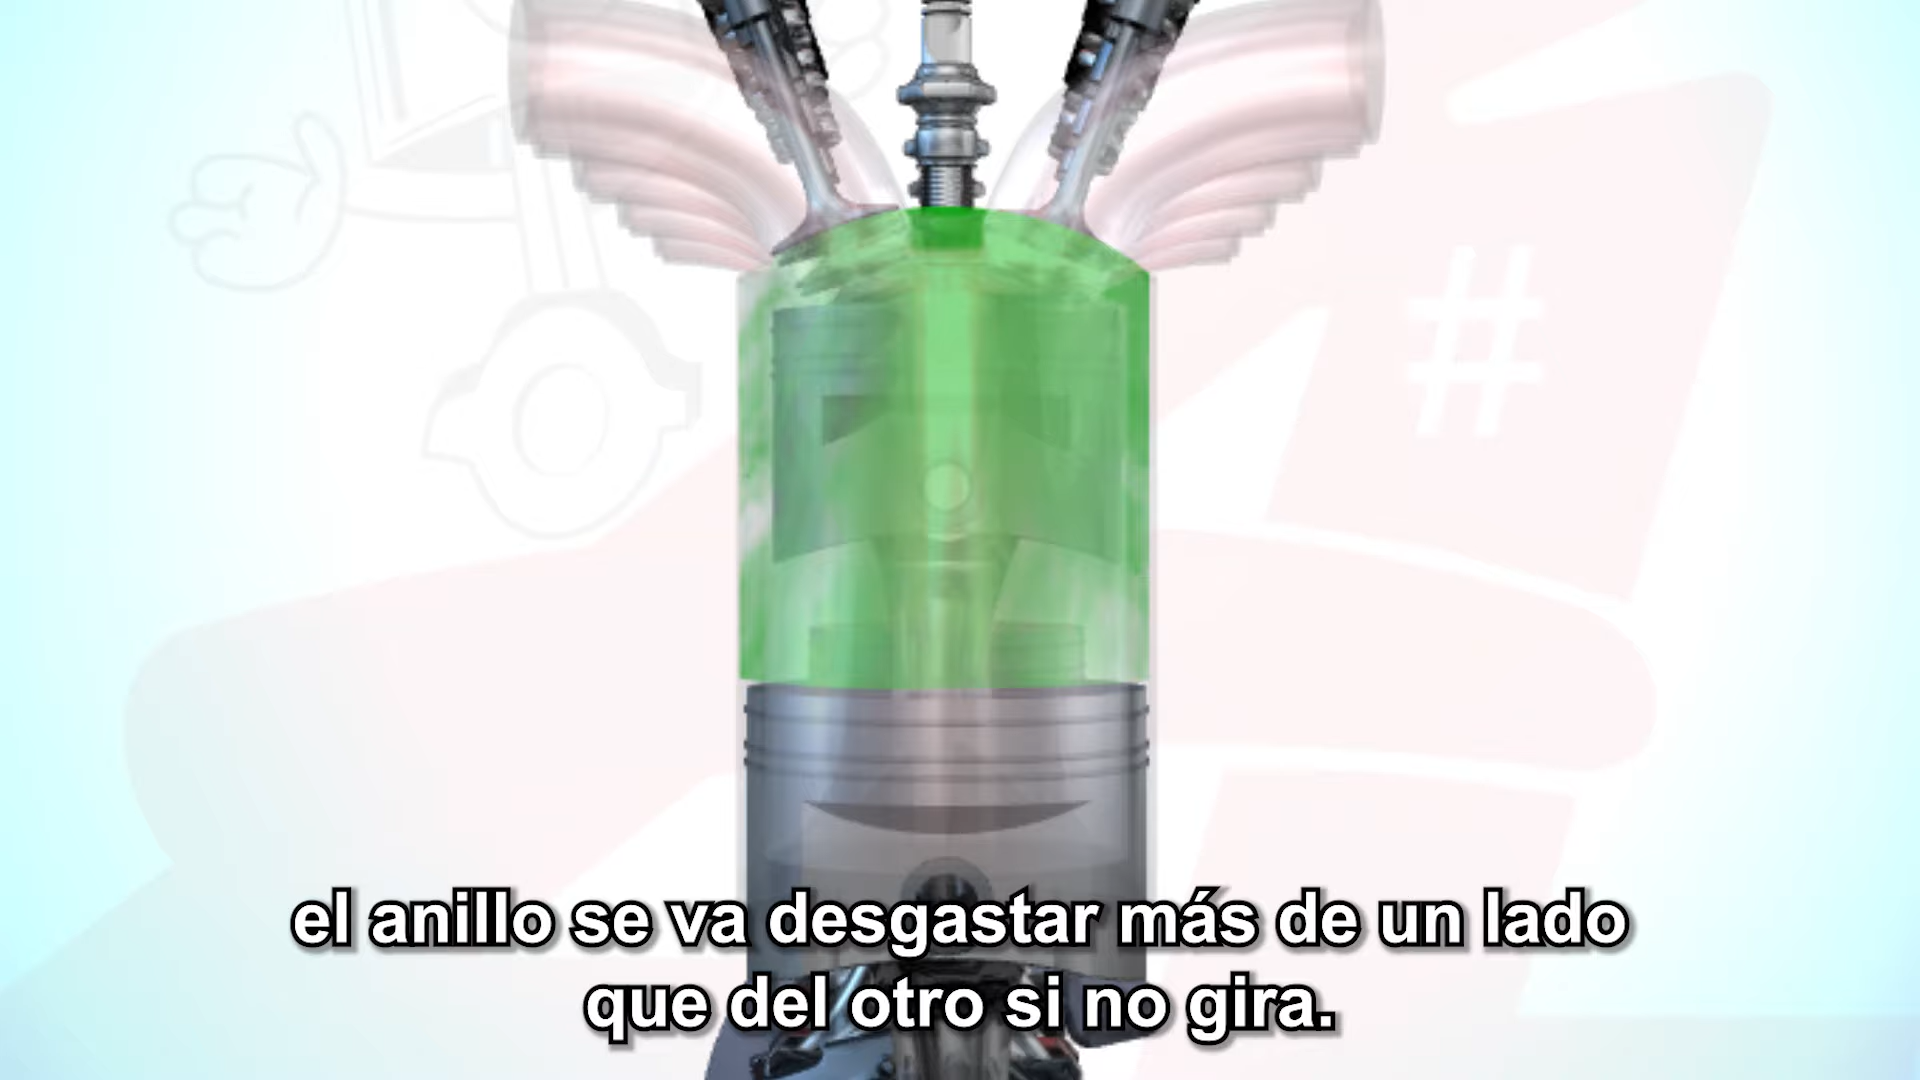 #
el anillo se va desgastar más de un lado
que del otro si no gira.